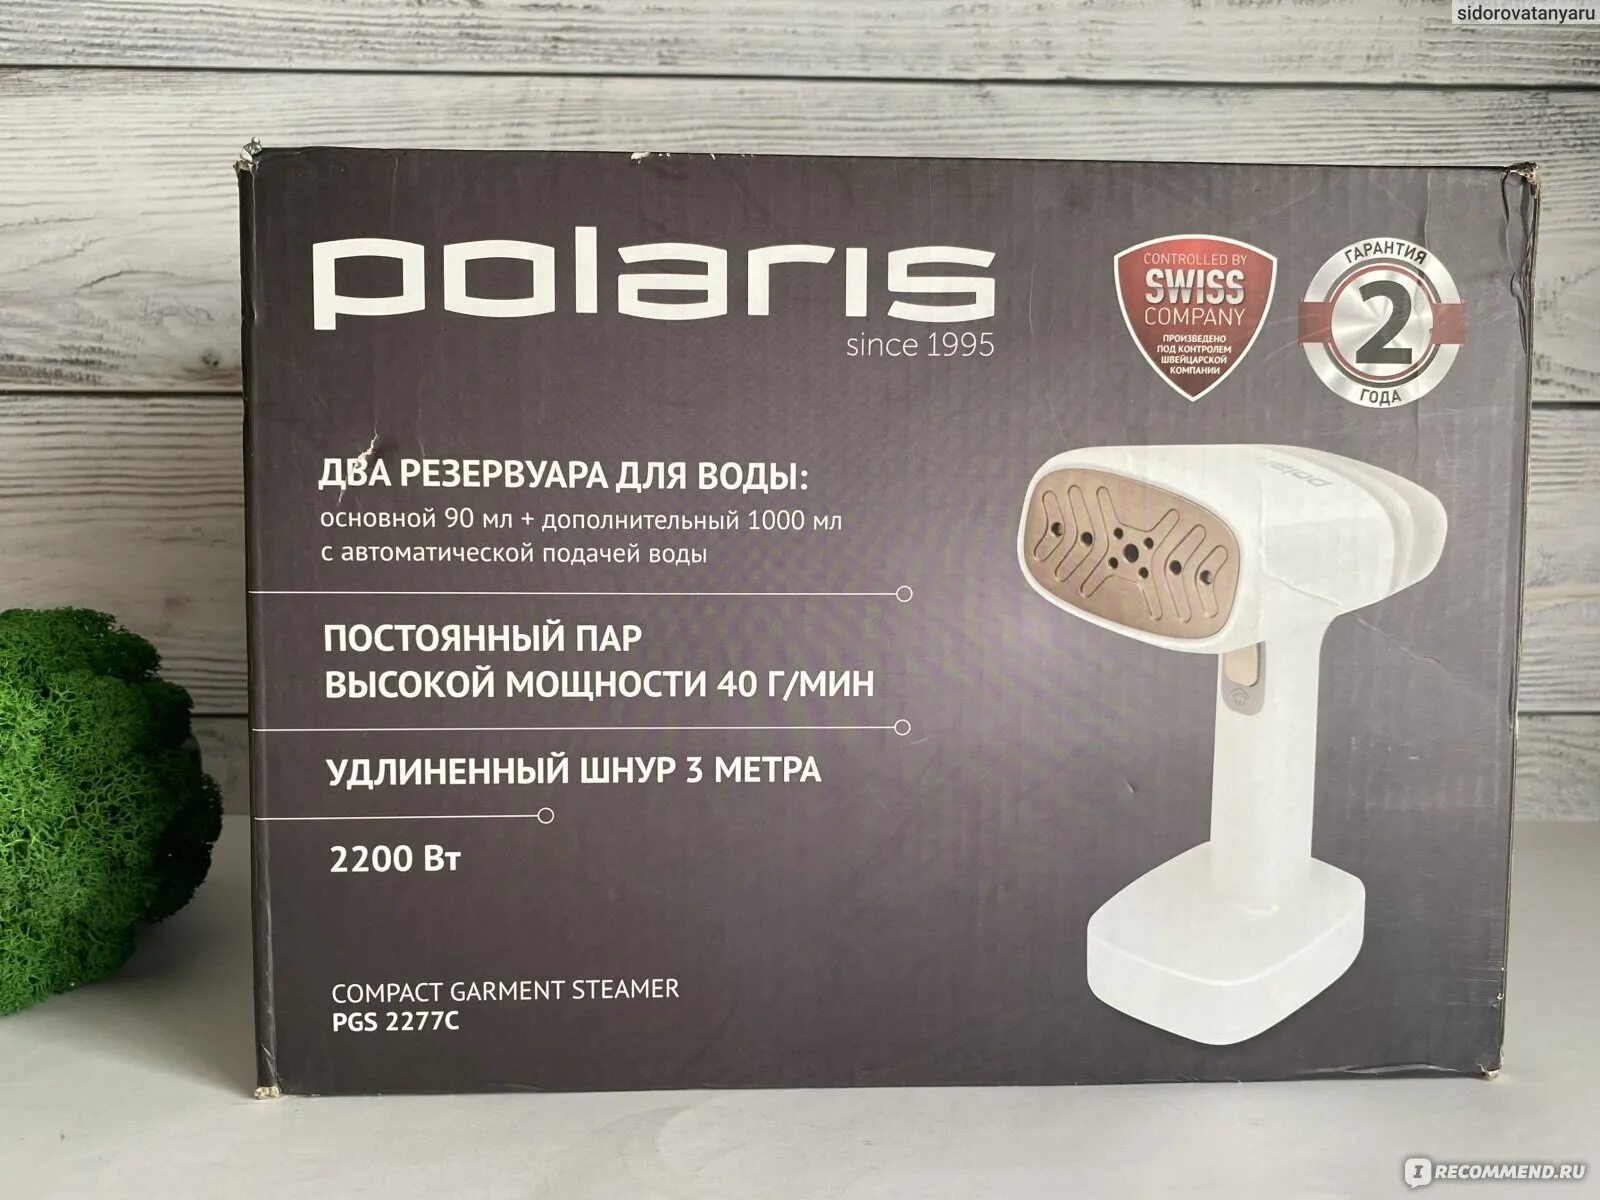 sidorovatanyaru
polaris
since 1995
CONTROLLED BY
SWISS
COMPANY
ПРОИЗВЕДЕНО
ПОД КОНТРОЛЕМ
ШВЕЙЦАРСКОЙ
КОМПАНИИ
ГАРАНТИЯ
2
ГОДА
ДВА РЕЗЕРВУАРА ДЛЯ ВОДЫ:
основной 90 мл + дополнительный 1000 мл
с автоматической подачей воды
polaris
ПОСТОЯННЫЙ ПАР
ВЫСОКОЙ МОЩНОСТИ 40 Г/МИН
УДЛИНЕННЫЙ ШНУР 3 МЕТРА
2200 Вт
COMPACT GARMENT STEAMER
PGS 2277C
IRECOMMEND.RU